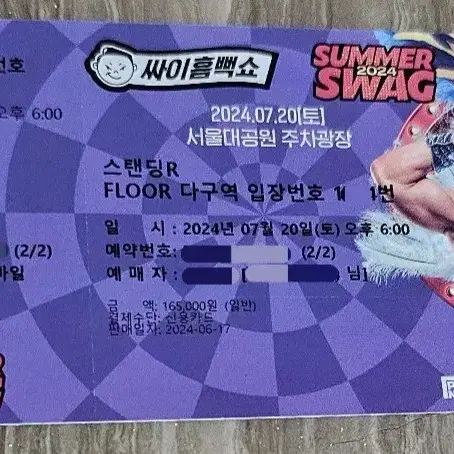 싸이흠뻑쇼
SUMMER
2024
SWAG
2024.07.20(토)
서울대공원 주차광장
스탠딩R
FLOOR 다구역 입장번호 번
일 시 : 2024년 07월 20일(토) 오후 6:00
예약번호: (2/2)
예 매 자 : [ 님]
금 액: 165,000원 (일반)
결제수단: 신용카드
판매일자: 2024-06-17
번호
오후 6:00
(2/2)
바일